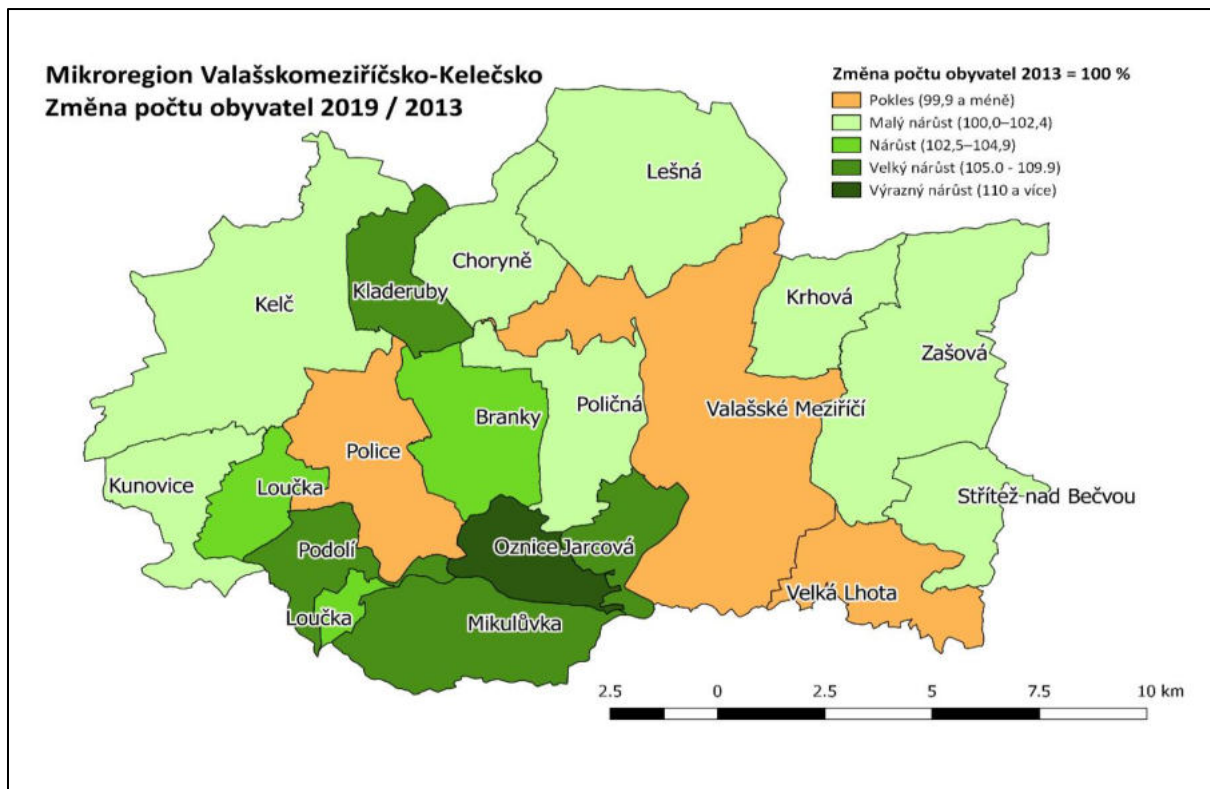 Mikroregion Valašskomeziříčsko-Kelečsko
Změna počtu obyvatel 2019 / 2013
Změna počtu obyvatel 2013 = 100 %
Pokles (99,9 a méně)
Malý nárůst (100,0–102,4)
Nárůst (102,5–104,9)
Velký nárůst (105.0 - 109.9)
Výrazný nárůst (110 a více)
Lešná
Choryně
Kladeruby
Kelč
Krhová
Zašová
Poličná
Valašské Meziříčí
Branky
Police
Loučka
Kunovice
Střítež nad Bečvou
Oznice
Jarcová
Podolí
Velká Lhota
Loučka
Mikulůvka
2.5 0 2.5 5 7.5 10 km